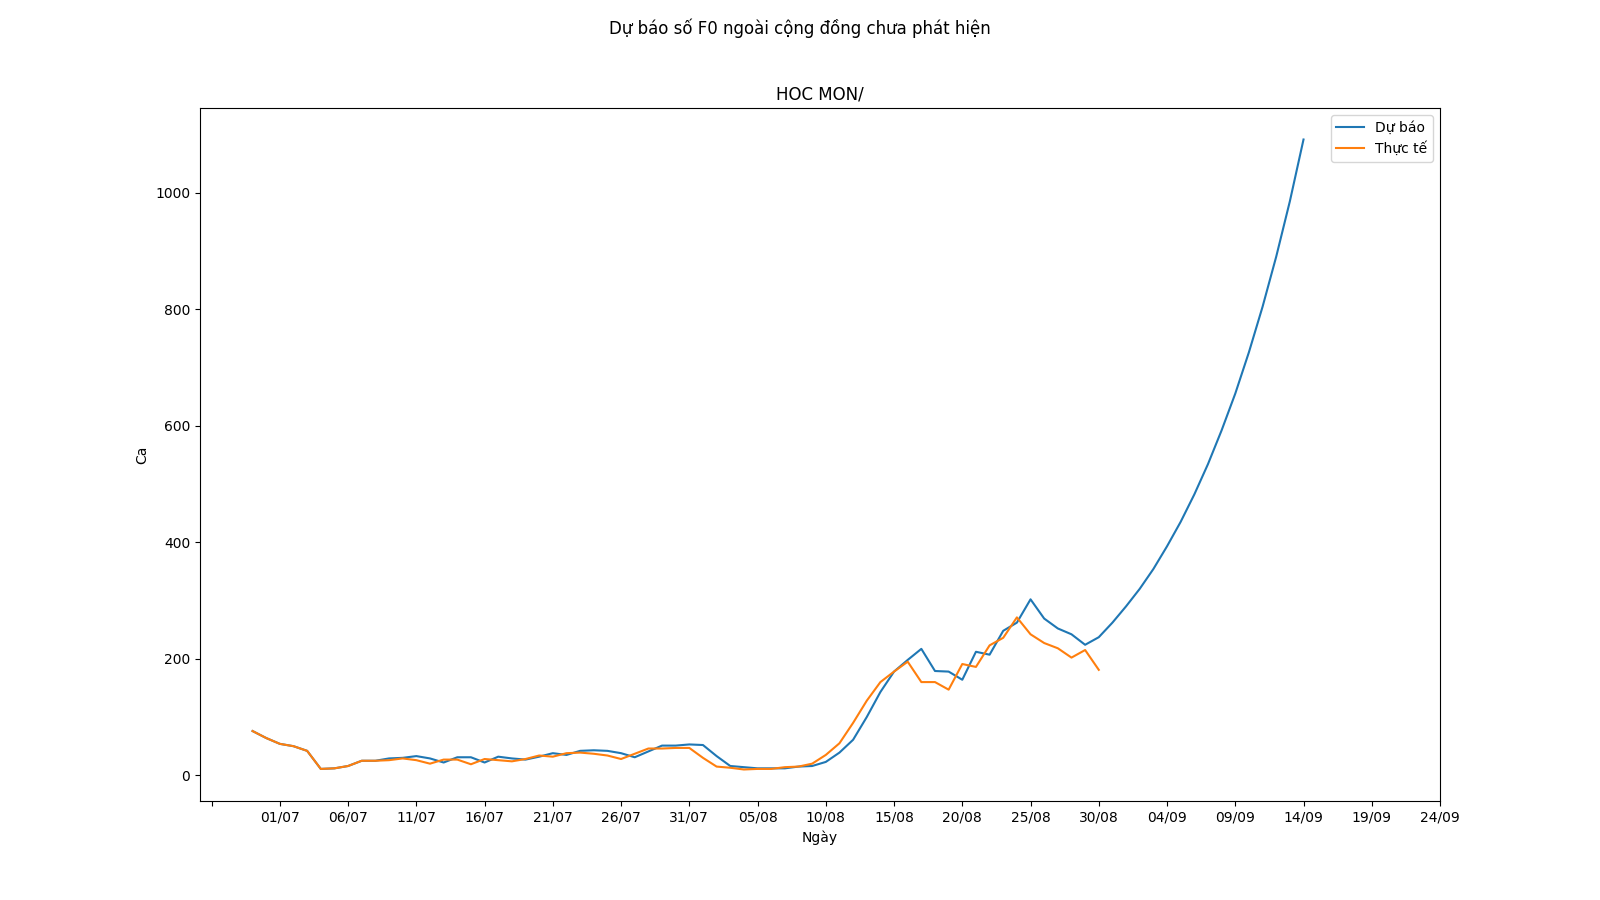 Dự báo số F0 ngoài cộng đồng chưa phát hiện
HOC MON/
Dự báo
Thực tế
1000
800
600
400
200
0
Ca
01/07 06/07 11/07 16/07 21/07 26/07 31/07 05/08 10/08 15/08 20/08 25/08 30/08 04/09 09/09 14/09 19/09 24/09
Ngày